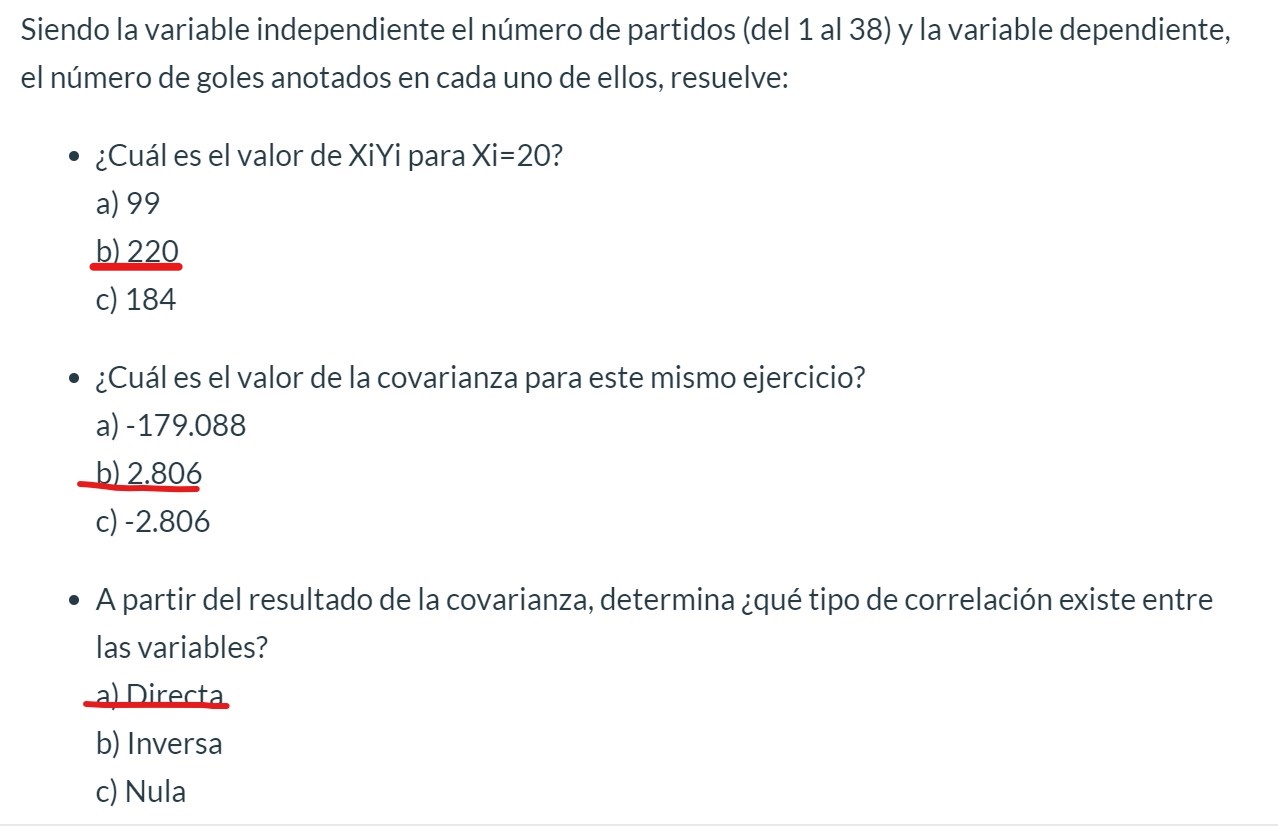 Siendo la variable independiente el número de partidos (del 1 al 38) y la variable dependiente,
el número de goles anotados en cada uno de ellos, resuelve:
• ¿Cuál es el valor de XiYi para Xi=20?
a) 99
b) 220
c) 184
• ¿Cuál es el valor de la covarianza para este mismo ejercicio?
a) -179.088
b) 2.806
c) -2.806
• A partir del resultado de la covarianza, determina ¿qué tipo de correlación existe entre
las variables?
a) Directa
b) Inversa
c) Nula